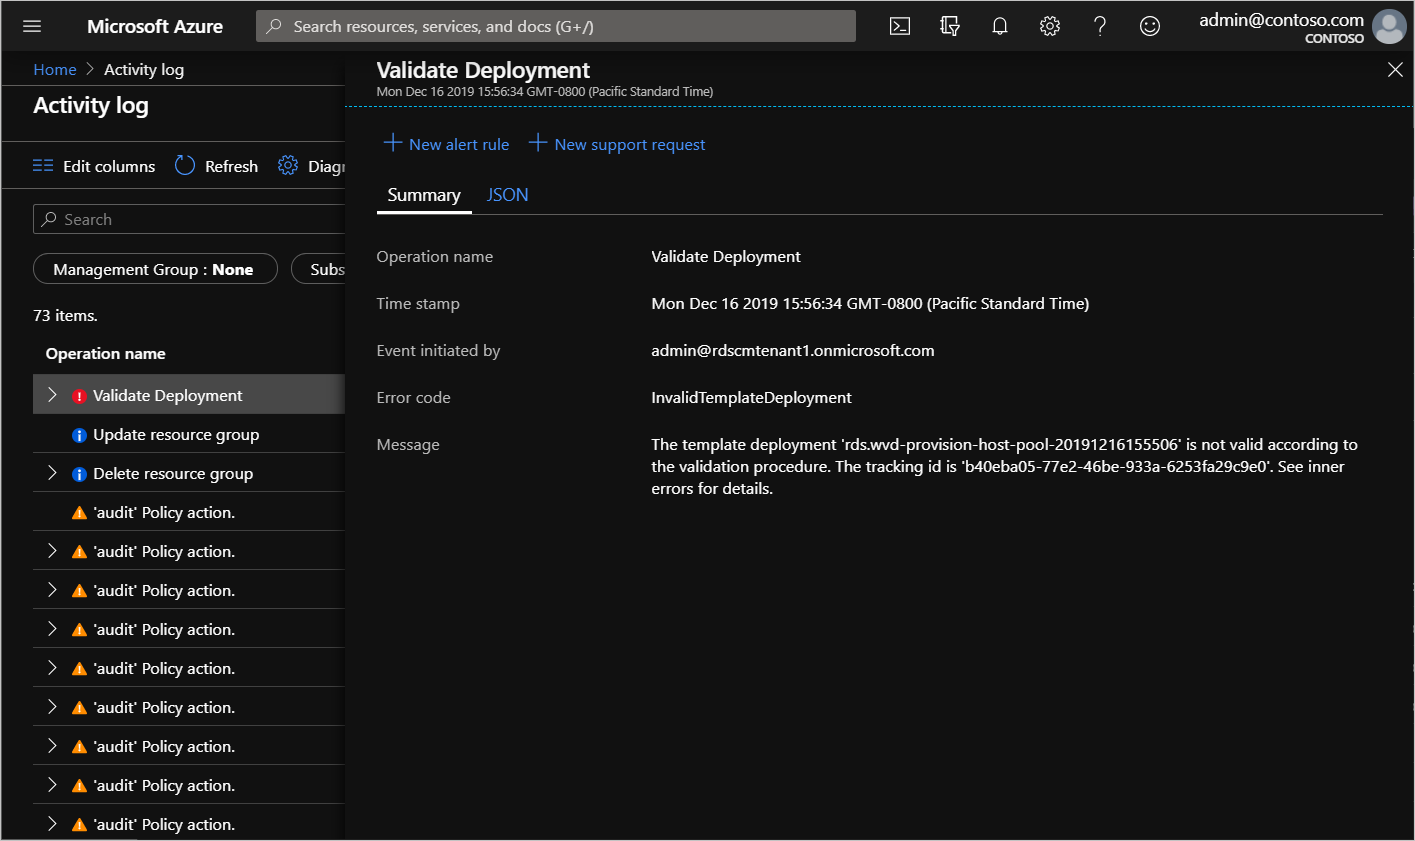 Microsoft Azure
Search resources, services, and docs (G+/)
admin@contoso.com
CONTOSO
Home > Activity log
Activity log
Edit columns
Refresh
Diagr
Search
Management Group : None
Subs
73 items.
Operation name
Validate Deployment
Update resource group
Delete resource group
'audit' Policy action.
'audit' Policy action.
'audit' Policy action.
'audit' Policy action.
'audit' Policy action.
'audit' Policy action.
'audit' Policy action.
'audit' Policy action.
'audit' Policy action.
Validate Deployment
Mon Dec 16 2019 15:56:34 GMT-0800 (Pacific Standard Time)
New alert rule
New support request
Summary
JSON
Operation name
Validate Deployment
Time stamp
Mon Dec 16 2019 15:56:34 GMT-0800 (Pacific Standard Time)
Event initiated by
admin@rdscmtenant1.onmicrosoft.com
Error code
InvalidTemplateDeployment
Message
The template deployment 'rds.wvd-provision-host-pool-20191216155506' is not valid according to
the validation procedure. The tracking id is 'b40eba05-77e2-46be-933a-6253fa29c9e0'. See inner
errors for details.